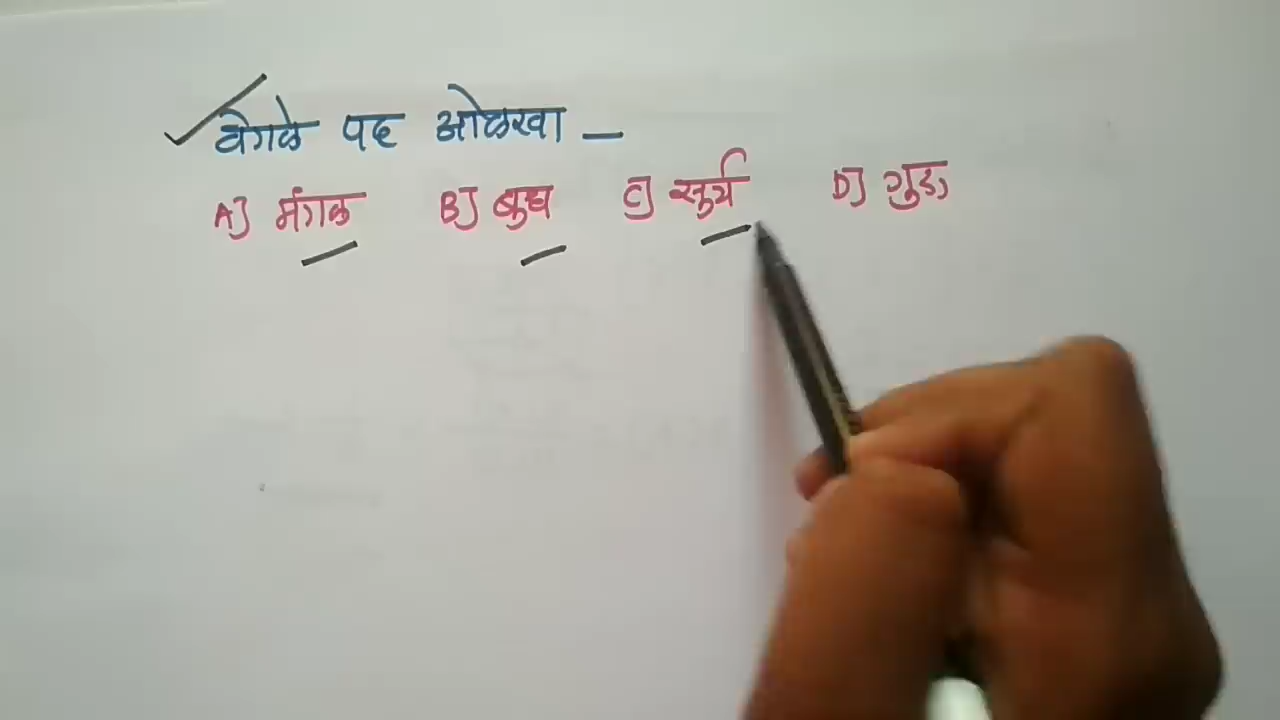 वेगळे पद ओळखा –
A] मंगळ B] बुध C] सुर्य D] गुरु